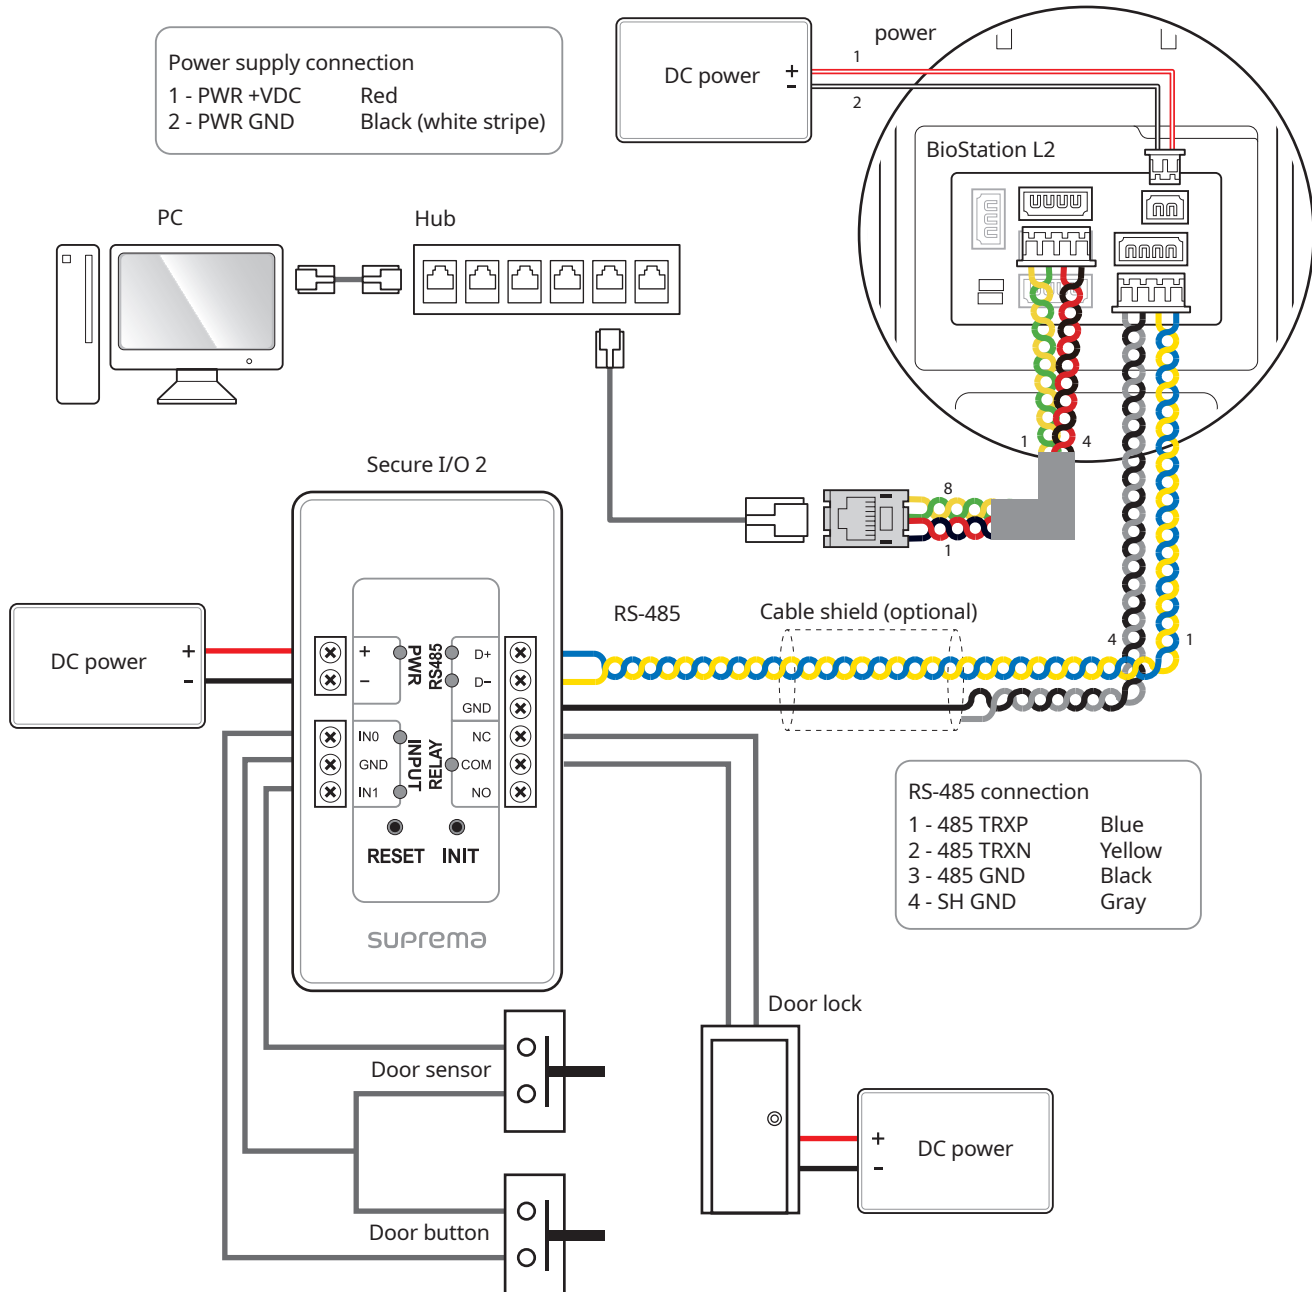 power
Power supply connection
1 - PWR +VDC Red
2 - PWR GND Black (white stripe)
DC power + -
1
2
BioStation L2
PC
Hub
1 4
8
1
Secure I/O 2
RS-485
Cable shield (optional)
4 1
DC power + -
+ PWR RS485 D+
- D-
GND
IN0 INPUT RELAY NC
GND COM
IN1 NO
RESET INIT
suprema
RS-485 connection
1 - 485 TRXP Blue
2 - 485 TRXN Yellow
3 - 485 GND Black
4 - SH GND Gray
Door lock
Door sensor
+ - DC power
Door button